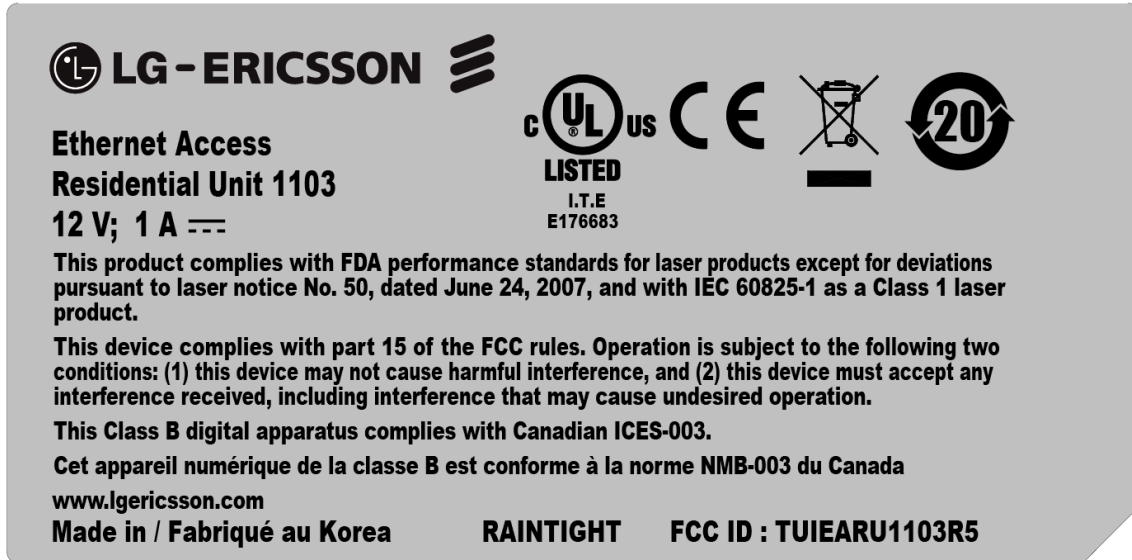 LG-ERICSSON
Ethernet Access
Residential Unit 1103
12 V; 1 A
C UL US CE 20
®
LISTED
I.T.E
E176683
This product complies with FDA performance standards for laser products except for deviations
pursuant to laser notice No. 50, dated June 24, 2007, and with IEC 60825-1 as a Class 1 laser
product.
This device complies with part 15 of the FCC rules. Operation is subject to the following two
conditions: (1) this device may not cause harmful interference, and (2) this device must accept any
interference received, including interference that may cause undesired operation.
This Class B digital apparatus complies with Canadian ICES-003.
Cet appareil numérique de la classe B est conforme à la norme NMB-003 du Canada
www.lgericsson.com
Made in / Fabriqué au Korea RAINTIGHT FCC ID : TUIEARU1103R5